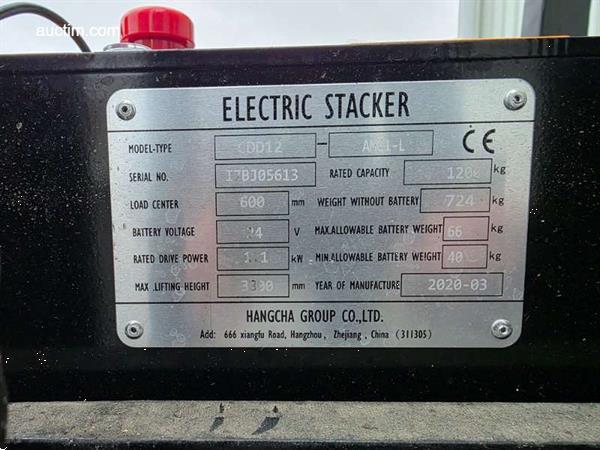 auctim.com
ELECTRIC STACKER
MODEL-TYPE CDD12 - AMC1-L CE
SERIAL NO. RATED CAPACITY 1200 kg
LOAD CENTER 600 mm WEIGHT WITHOUT BATTERY 724 kg
BATTERY VOLTAGE 24 V MAX.ALLOWABLE BATTERY WEIGHT 66 kg
RATED DRIVE POWER 1.1 kW MIN.ALLOWABLE BATTERY WEIGHT 40 kg
MAX .LIFTING HEIGHT 3300 mm YEAR OF MANUFACTURE 2020-03
HANGCHA GROUP CO.,LTD.
Add: 666 xiangfu Road, Hangzhou, Zhejiang , China (311305)